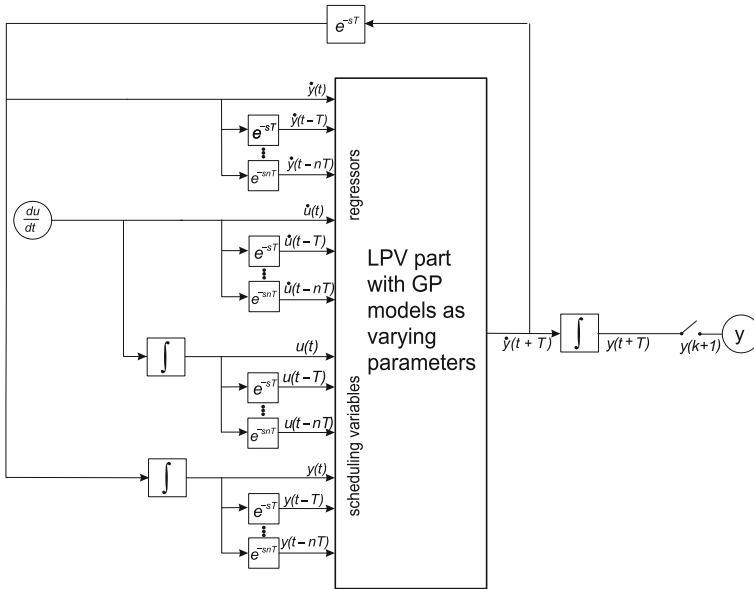 e⁻ˢᵀ
ẏ(t)
e⁻ˢᵀ
ẏ(t−T)
e⁻ˢⁿᵀ
ẏ(t−nT)
regressors
du
dt
u̇(t)
e⁻ˢᵀ
u̇(t−T)
e⁻ˢⁿᵀ
u̇(t−nT)
LPV part
with GP
models as
varying
parameters
∫
u(t)
e⁻ˢᵀ
u(t−T)
e⁻ˢⁿᵀ
u(t−nT)
scheduling variables
∫
y(t)
e⁻ˢᵀ
y(t−T)
e⁻ˢⁿᵀ
y(t−nT)
ẏ(t + T)
∫
y(t + T)
y(k+1)
y